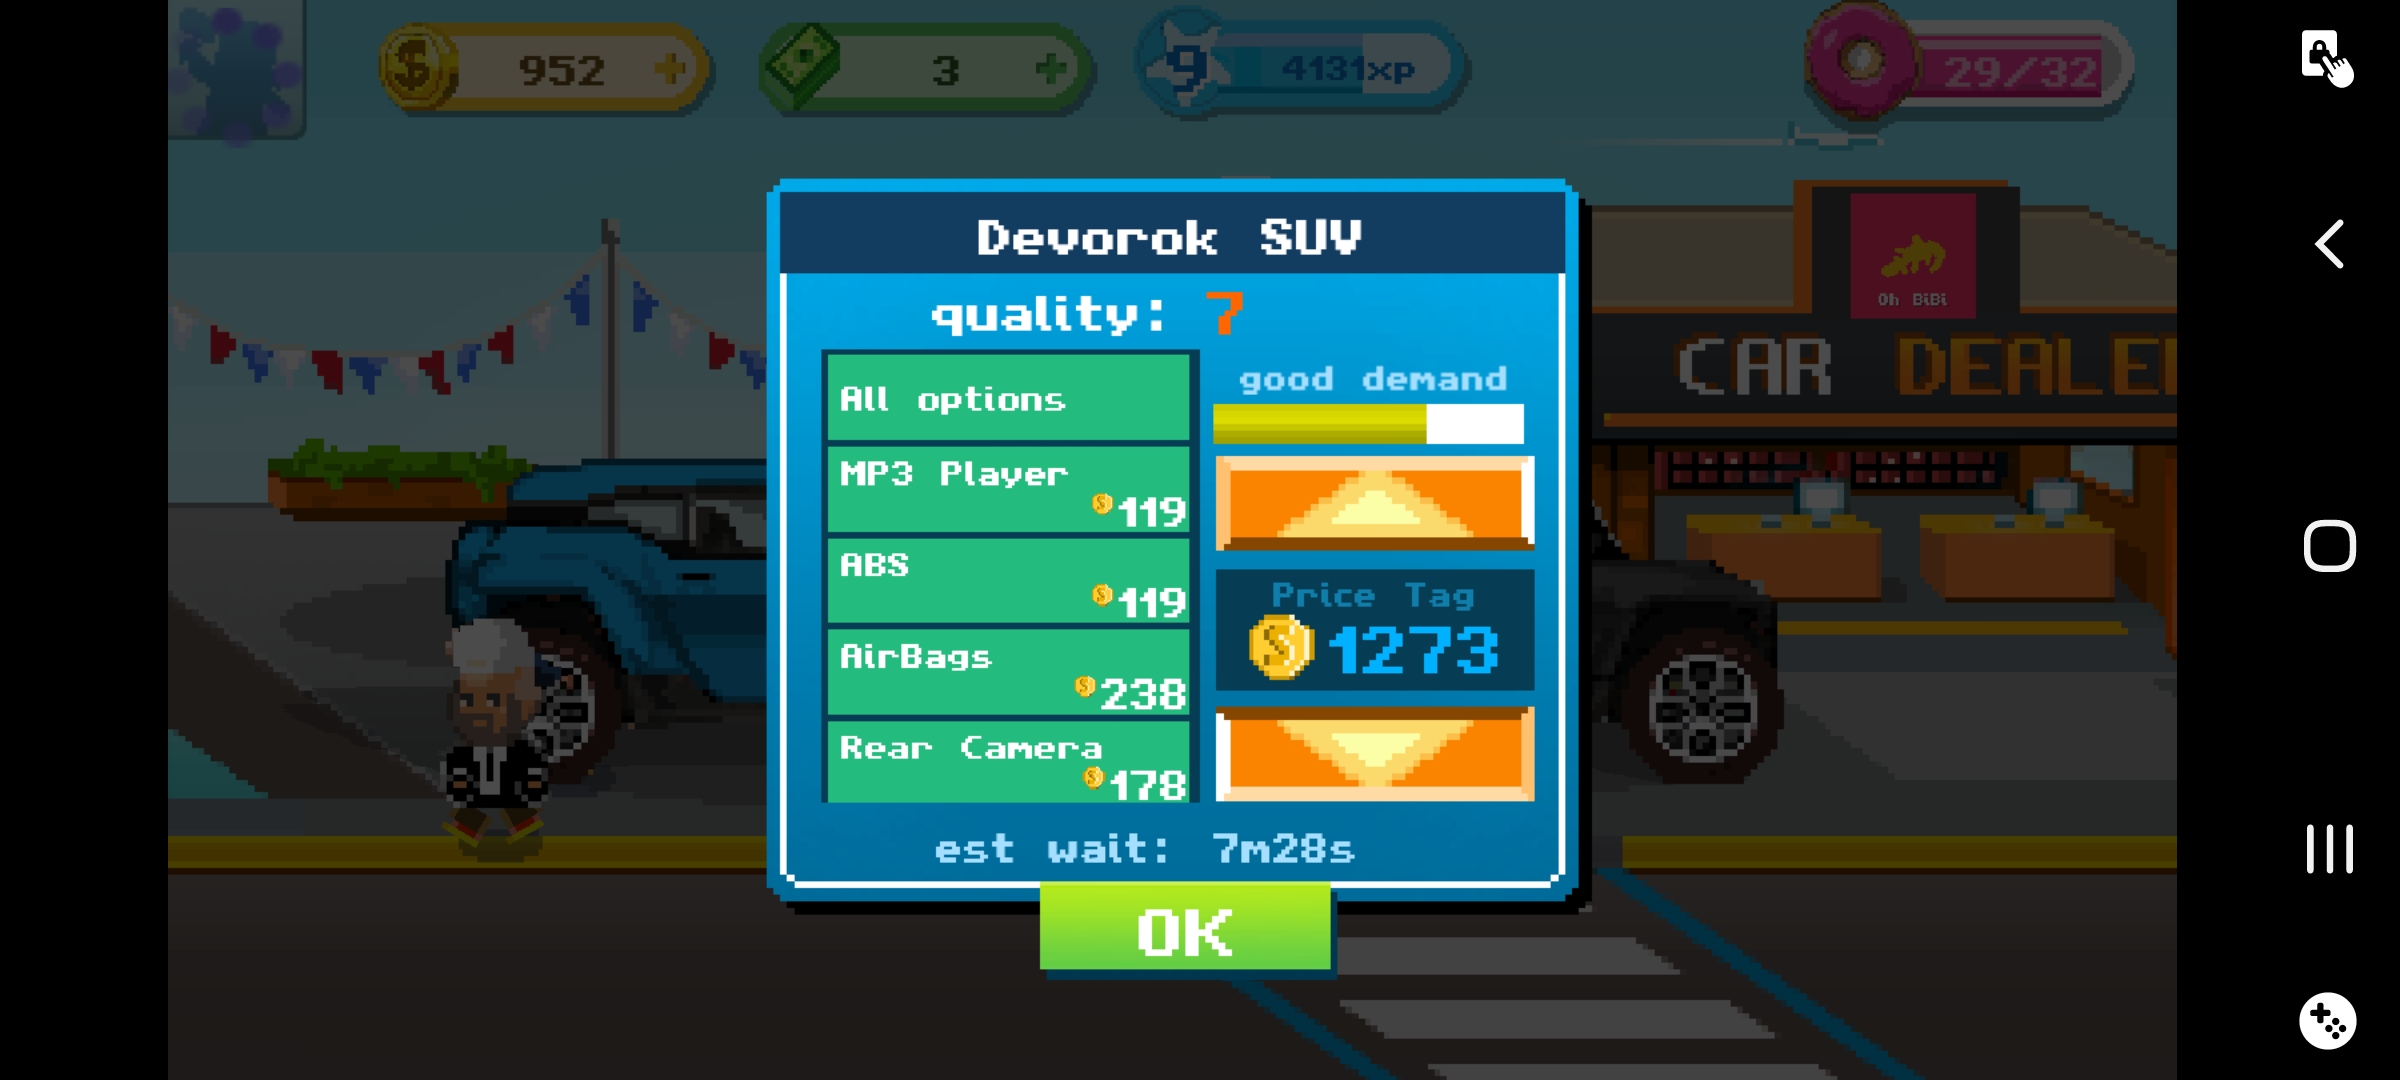 952
3
9
4131xp
29/32
Devorok SUV
quality: 7
All options
MP3 Player
119
ABS
119
AirBags
238
Rear Camera
178
good demand
Price Tag
1273
est wait: 7m28s
OK
Oh BiBi
CAR DEALE